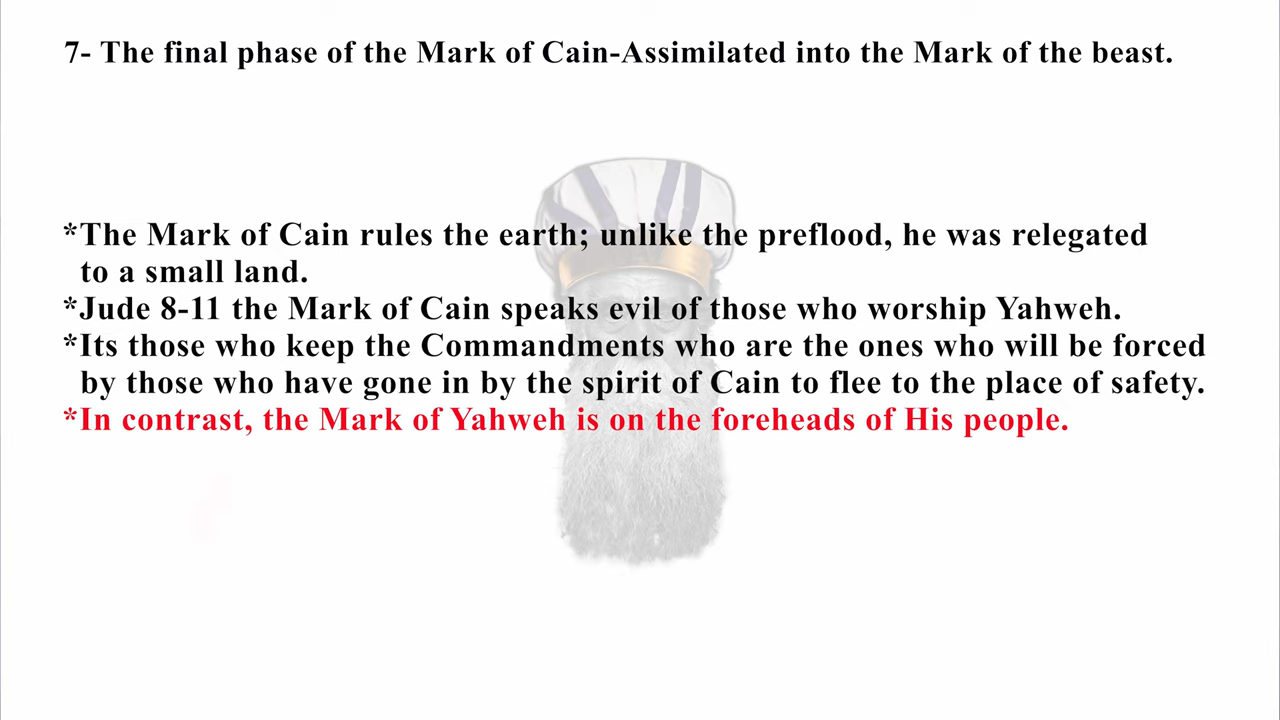 7- The final phase of the Mark of Cain-Assimilated into the Mark of the beast.
*The Mark of Cain rules the earth; unlike the preflood, he was relegated
to a small land.
*Jude 8-11 the Mark of Cain speaks evil of those who worship Yahweh.
*Its those who keep the Commandments who are the ones who will be forced
by those who have gone in by the spirit of Cain to flee to the place of safety.
*In contrast, the Mark of Yahweh is on the foreheads of His people.